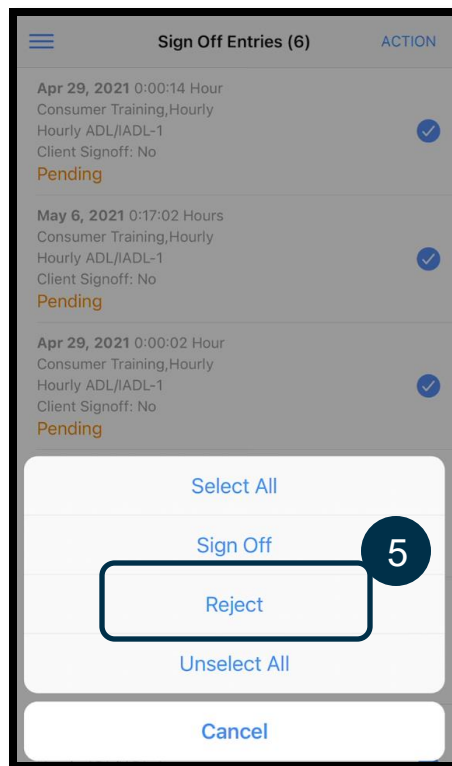 Sign Off Entries (6) ACTION
Apr 29, 2021 0:00:14 Hour
Consumer Training,Hourly
Hourly ADL/IADL-1
Client Signoff: No
Pending
May 6, 2021 0:17:02 Hours
Consumer Training,Hourly
Hourly ADL/IADL-1
Client Signoff: No
Pending
Apr 29, 2021 0:00:02 Hour
Consumer Training,Hourly
Hourly ADL/IADL-1
Client Signoff: No
Pending
Select All
Sign Off
5
Reject
Unselect All
Cancel